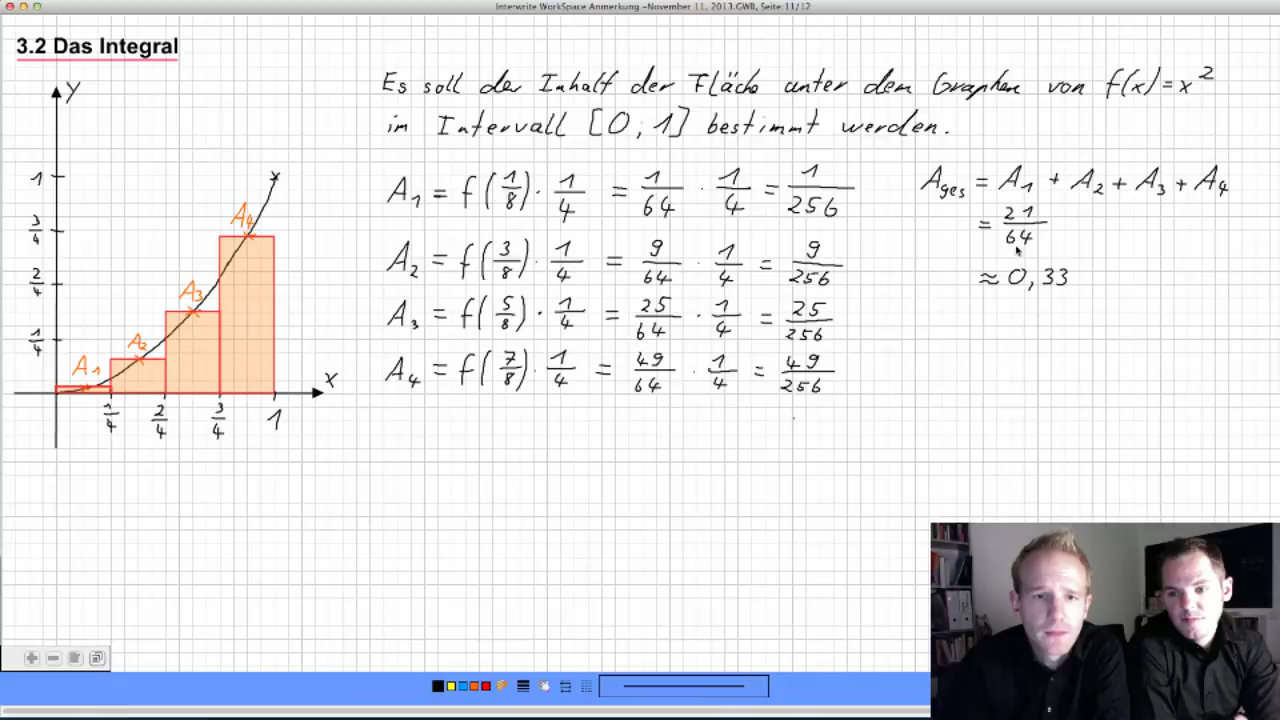 Interwrite WorkSpace Anmerkung -November 11, 2013.GWB, Seite:11/12
3.2 Das Integral
Es soll der Inhalt der Fläche unter dem Graphen von f(x)=x²
im Intervall [0;1] bestimmt werden.
y
1
3/4
2/4
1/4
A1
A2
A3
A4
x
1/4 2/4 3/4 1
A₁ = f(1/8)·1/4 = 1/64 · 1/4 = 1/256
A₂ = f(3/8)·1/4 = 9/64 · 1/4 = 9/256
A₃ = f(5/8)·1/4 = 25/64 · 1/4 = 25/256
A₄ = f(7/8)·1/4 = 49/64 · 1/4 = 49/256
Ages = A₁ + A₂ + A₃ + A₄
= 21/64
≈ 0,33